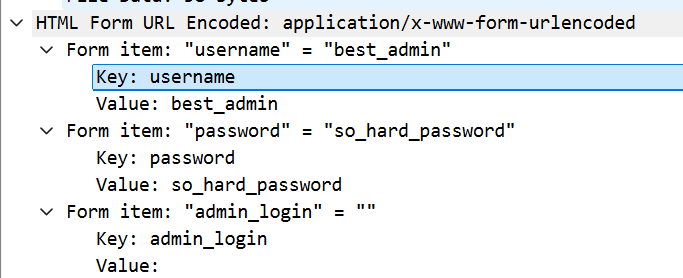 HTML Form URL Encoded: application/x-www-form-urlencoded
Form item: "username" = "best_admin"
Key: username
Value: best_admin
Form item: "password" = "so_hard_password"
Key: password
Value: so_hard_password
Form item: "admin_login" = ""
Key: admin_login
Value: